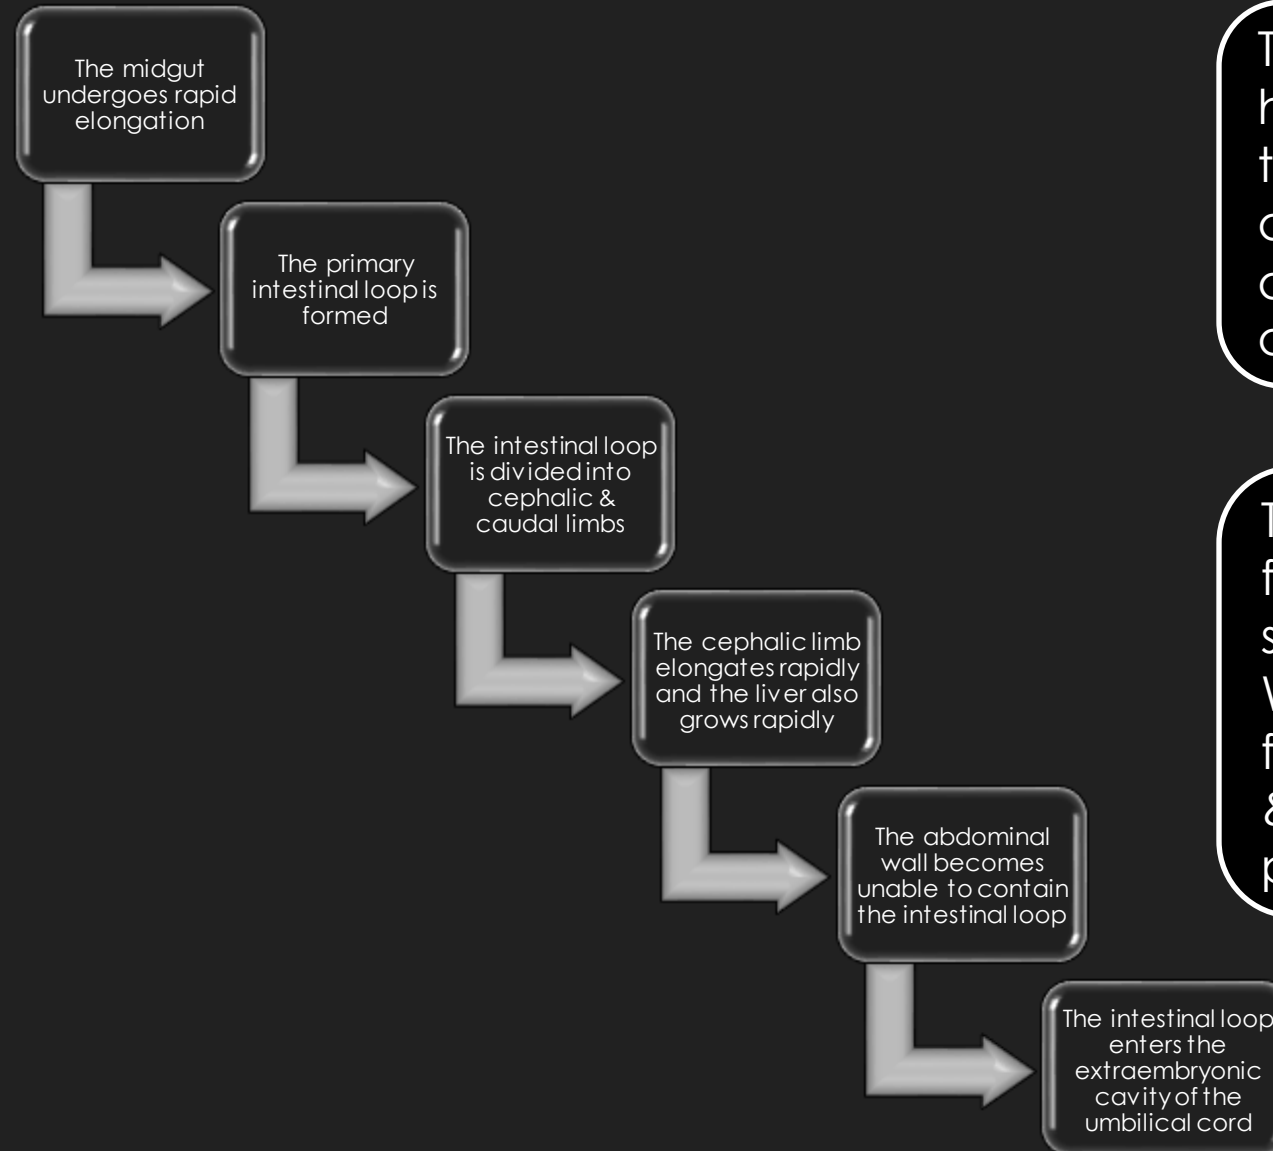 The midgut
undergoes rapid
elongation
The primary
intestinal loop is
formed
The intestinal loop
is divided into
cephalic &
caudal limbs
The cephalic limb
elongates rapidly
and the liver also
grows rapidly
The abdominal
wall becomes
unable to contain
the intestinal loop
The intestinal loop
enters the
extraembryonic
cavity of the
umbilical cord